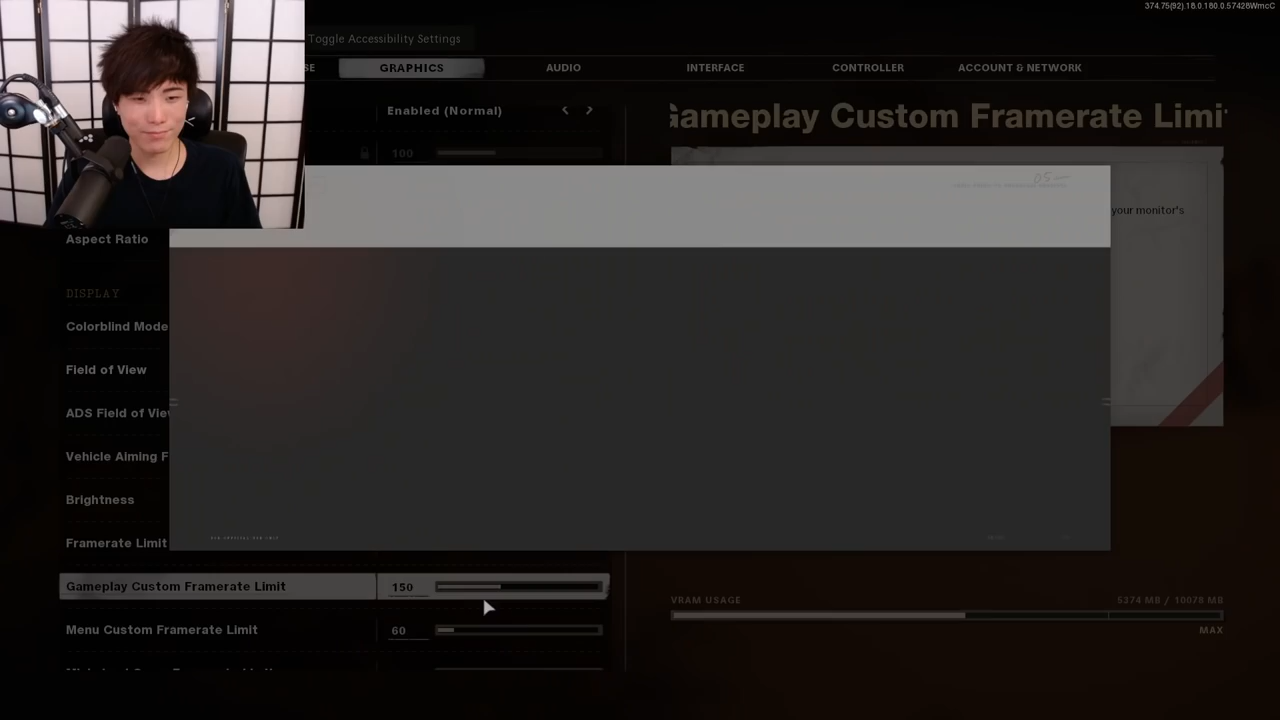 374.75(92).18.0.180.0.57428WmcC
Toggle Accessibility Settings
SE
GRAPHICS
AUDIO
INTERFACE
CONTROLLER
ACCOUNT & NETWORK
Enabled (Normal)
100
Gameplay Custom Framerate Limit
your monitor's
Aspect Ratio
DISPLAY
Colorblind Mode
Field of View
ADS Field of View
Vehicle Aiming F
Brightness
Framerate Limit
Gameplay Custom Framerate Limit
150
VRAM USAGE
5374 MB / 10078 MB
MAX
Menu Custom Framerate Limit
60